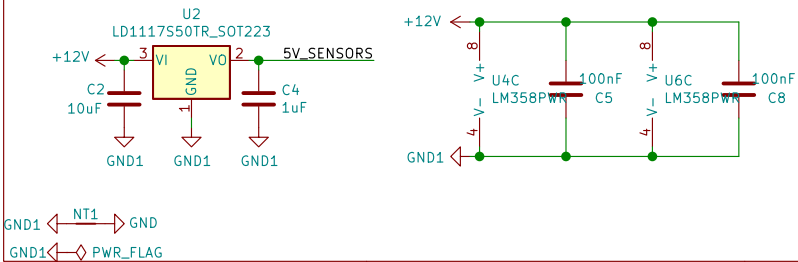 U2
LD1117S50TR_SOT223
+12V
3
VI
VO
2
5V_SENSORS
GND
1
C2
10uF
C4
1uF
GND1
GND1
GND1
+12V
8
V+
U4C
LM358PWR
V-
4
100nF
C5
8
V+
U6C
LM358PWR
V-
4
100nF
C8
GND1
GND1
NT1
GND
GND1
PWR_FLAG